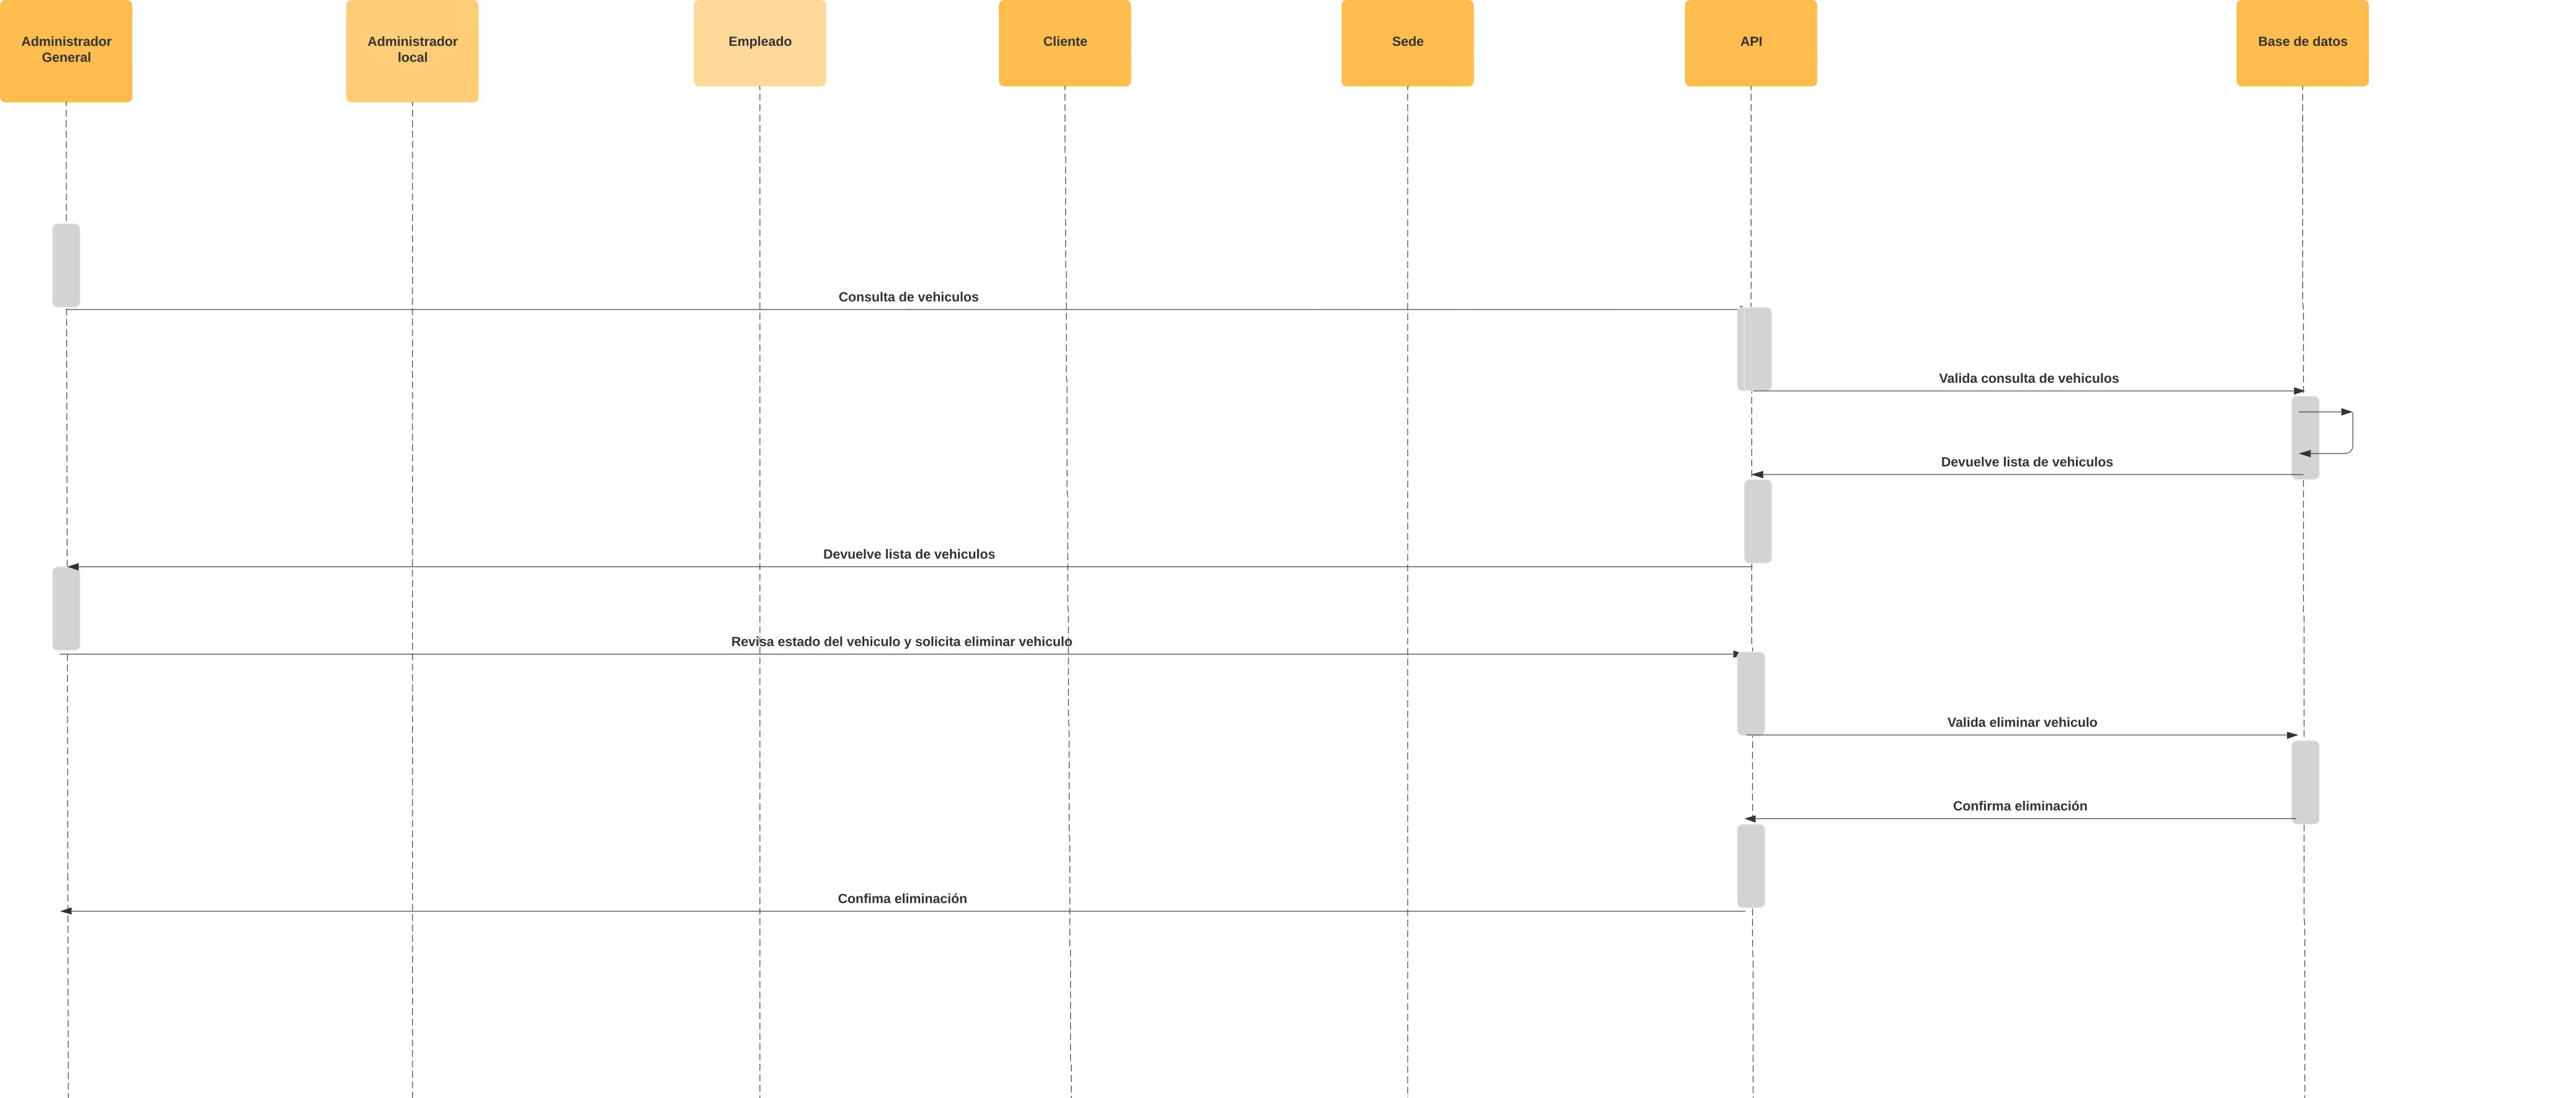 Administrador
General
Administrador
local
Empleado
Cliente
Sede
API
Base de datos
Consulta de vehiculos
Valida consulta de vehiculos
Devuelve lista de vehiculos
Devuelve lista de vehiculos
Revisa estado del vehiculo y solicita eliminar vehiculo
Valida eliminar vehiculo
Confirma eliminación
Confima eliminación